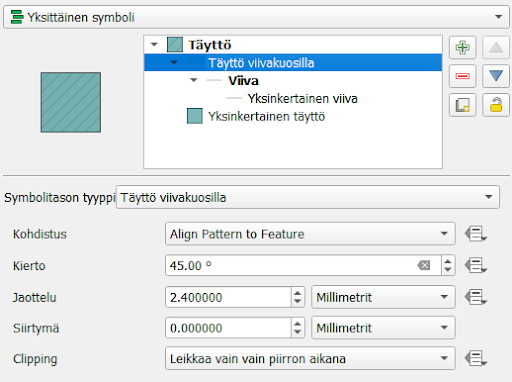 Yksittäinen symboli
Täyttö
Täyttö viivakuosilla
Viiva
Yksinkertainen viiva
Yksinkertainen täyttö
Symbolitason tyyppi Täyttö viivakuosilla
Kohdistus Align Pattern to Feature
Kierto 45.00 °
Jaottelu 2.400000 Millimetrit
Siirtymä 0.000000 Millimetrit
Clipping Leikkaa vain vain piirron aikana